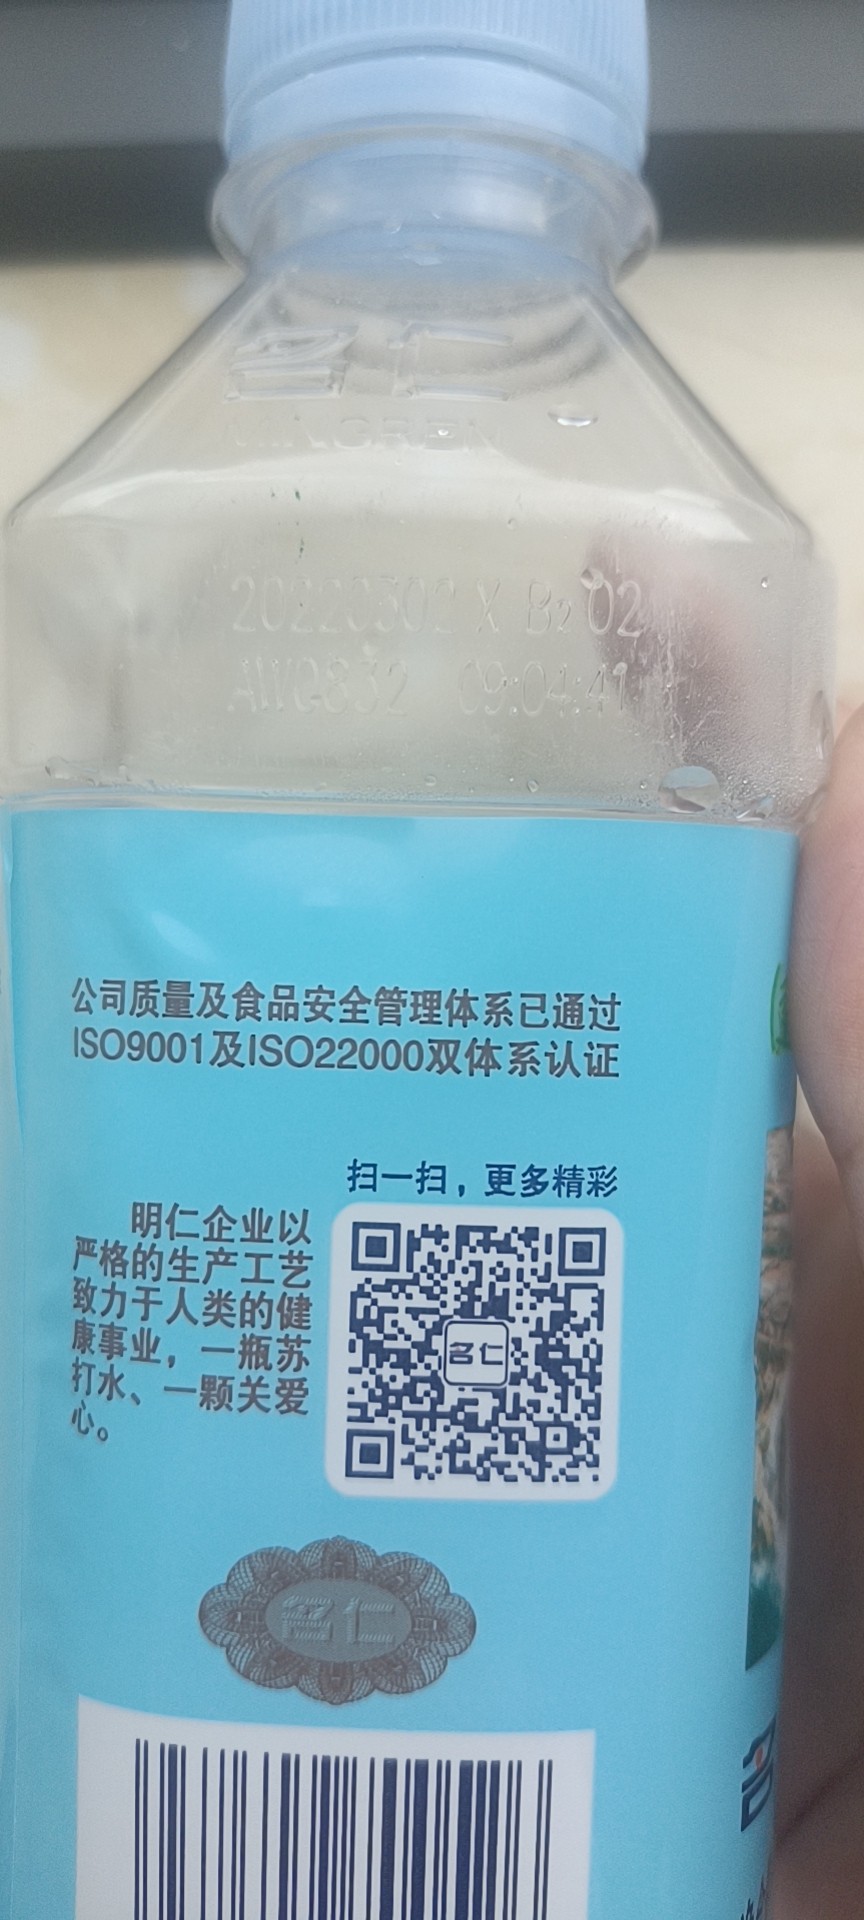 名仁
MINGREN
20220302 X B2 02
AWQ832 09:04:41
公司质量及食品安全管理体系已通过
ISO9001及ISO22000双体系认证
扫一扫，更多精彩
明仁企业以
严格的生产工艺
致力于人类的健
康事业，一瓶苏
打水、一颗关爱
心。
名仁
名仁